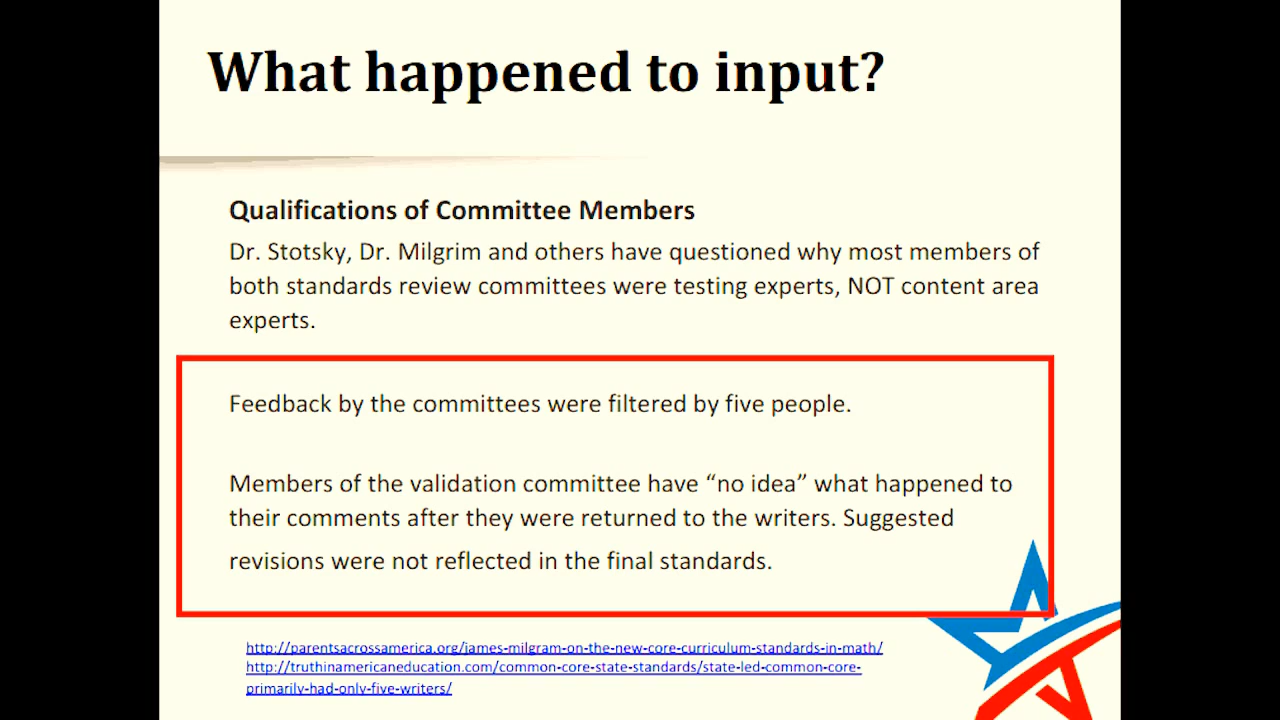 What happened to input?
Qualifications of Committee Members
Dr. Stotsky, Dr. Milgrim and others have questioned why most members of
both standards review committees were testing experts, NOT content area
experts.
Feedback by the committees were filtered by five people.
Members of the validation committee have “no idea” what happened to
their comments after they were returned to the writers. Suggested
revisions were not reflected in the final standards.
http://parentsacrossamerica.org/james-milgram-on-the-new-core-curriculum-standards-in-math/
http://truthinamericaneducation.com/common-core-state-standards/state-led-common-core-
primarily-had-only-five-writers/